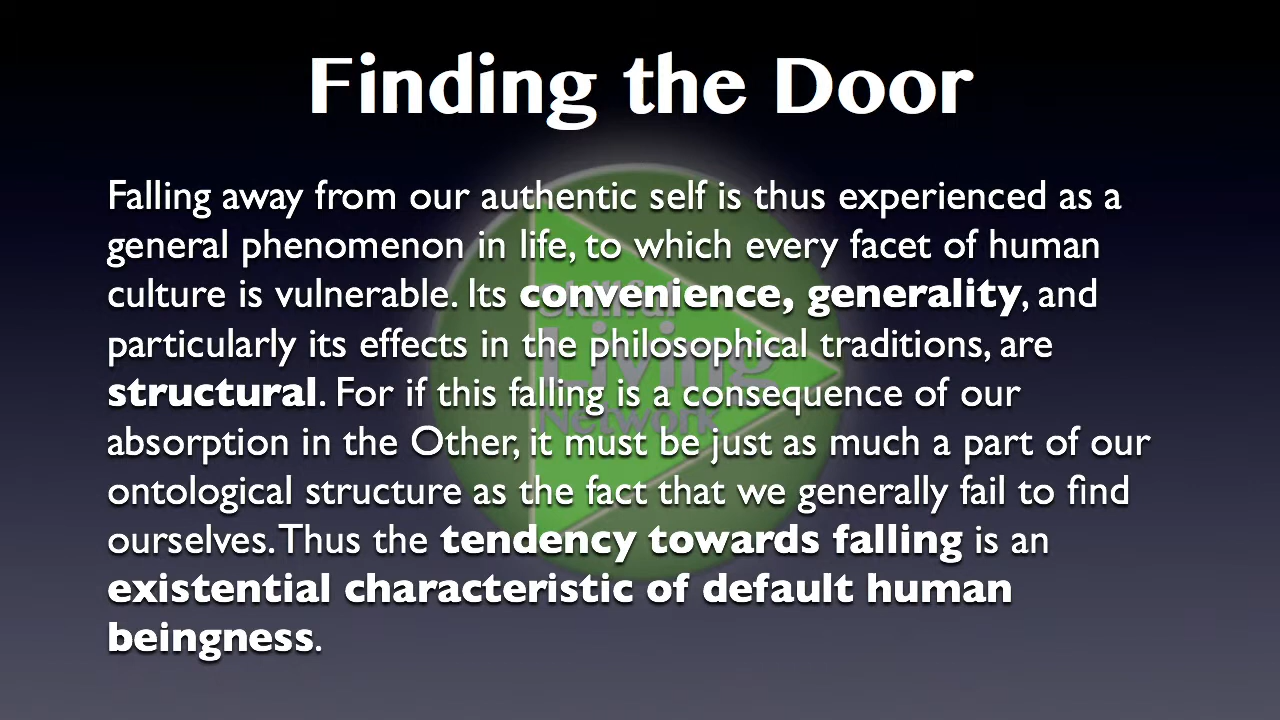 Finding the Door
Falling away from our authentic self is thus experienced as a
general phenomenon in life, to which every facet of human
culture is vulnerable. Its convenience, generality, and
particularly its effects in the philosophical traditions, are
structural. For if this falling is a consequence of our
absorption in the Other, it must be just as much a part of our
ontological structure as the fact that we generally fail to find
ourselves. Thus the tendency towards falling is an
existential characteristic of default human
beingness.
Skillful
Living
Network